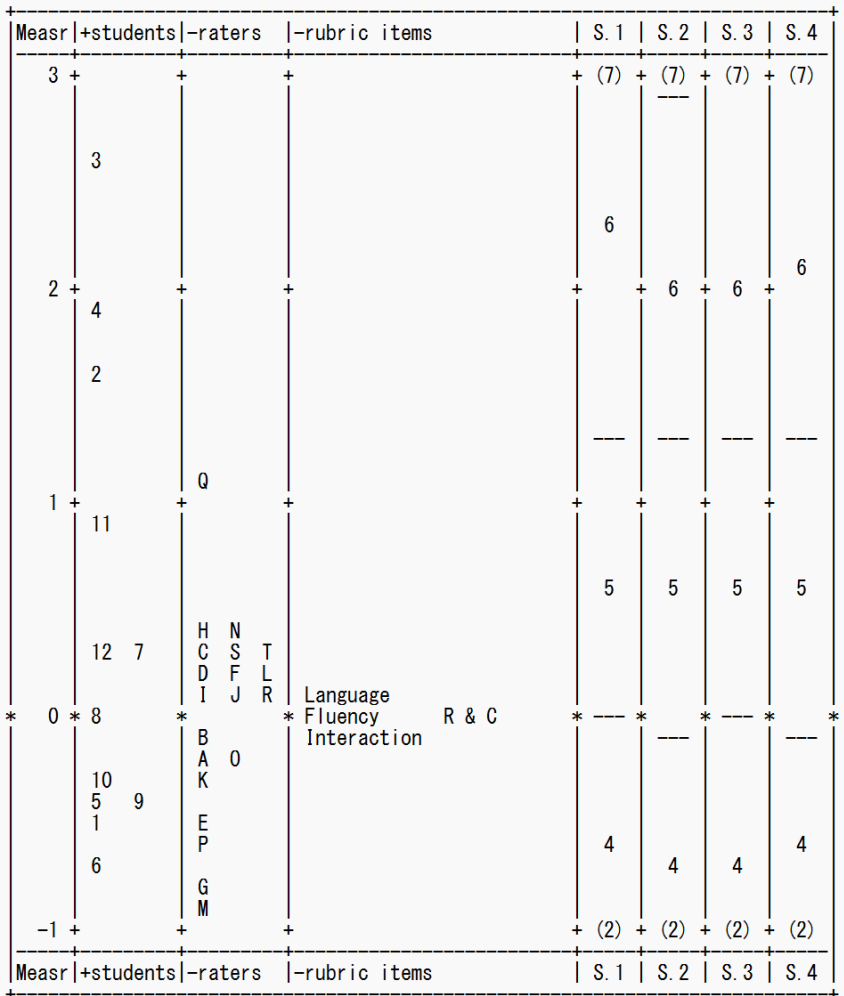 Measr|+students|-raters |-rubric items | S.1 | S.2 | S.3 | S.4 |
3 + + + + (7) + (7) + (7) + (7)
---
3
6
6
2 + + + + + 6 + 6 +
4
2
--- --- --- ---
Q
1 + + + + + + +
11
5 5 5 5
H N
12 7 C S T
D F L
I J R Language
* 0 * 8 * * Fluency R & C * --- * * --- * *
B Interaction --- ---
A O
10 K
5 9
1 E
P 4 4
6 4 4
G
M
-1 + + + + (2) + (2) + (2) + (2)
Measr|+students|-raters |-rubric items | S.1 | S.2 | S.3 | S.4 |